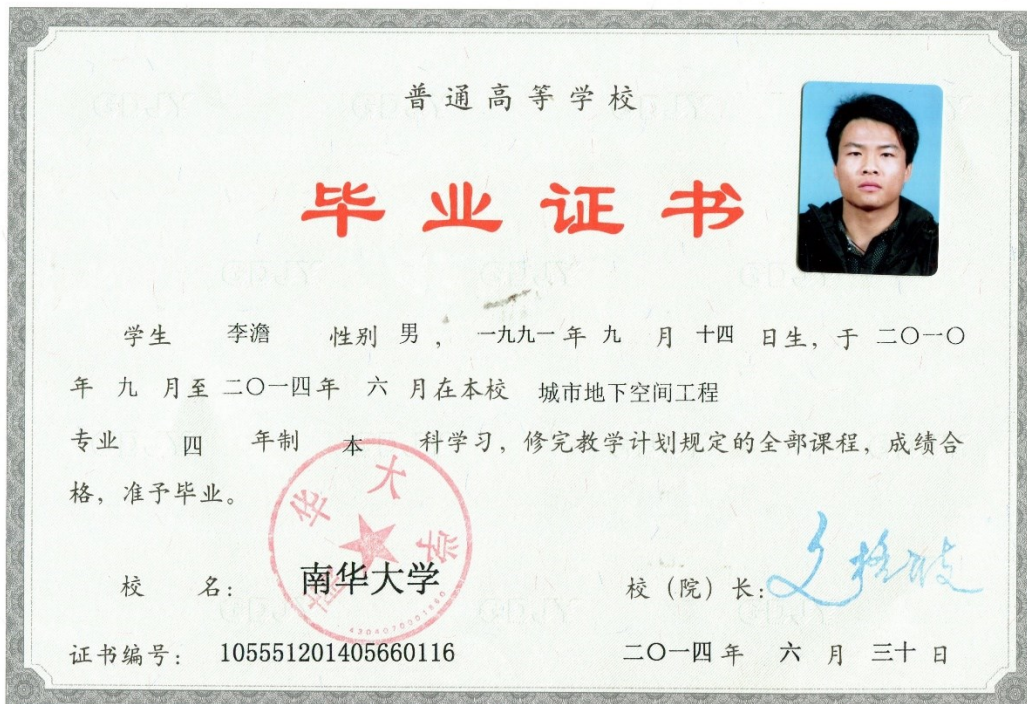 普通高等学校
毕业证书
学生 李澹 性别 男 ， 一九九一 年 九 月 十四 日生，于 二〇一〇
年 九 月至 二〇一四 年 六 月在本校 城市地下空间工程
专业 四 年制 本 科学习，修完教学计划规定的全部课程，成绩合
格，准予毕业。
南华大学
校 名： 南华大学 校（院）长：
4304070001860
证书编号： 105551201405660116 二〇一四 年 六 月 三十 日